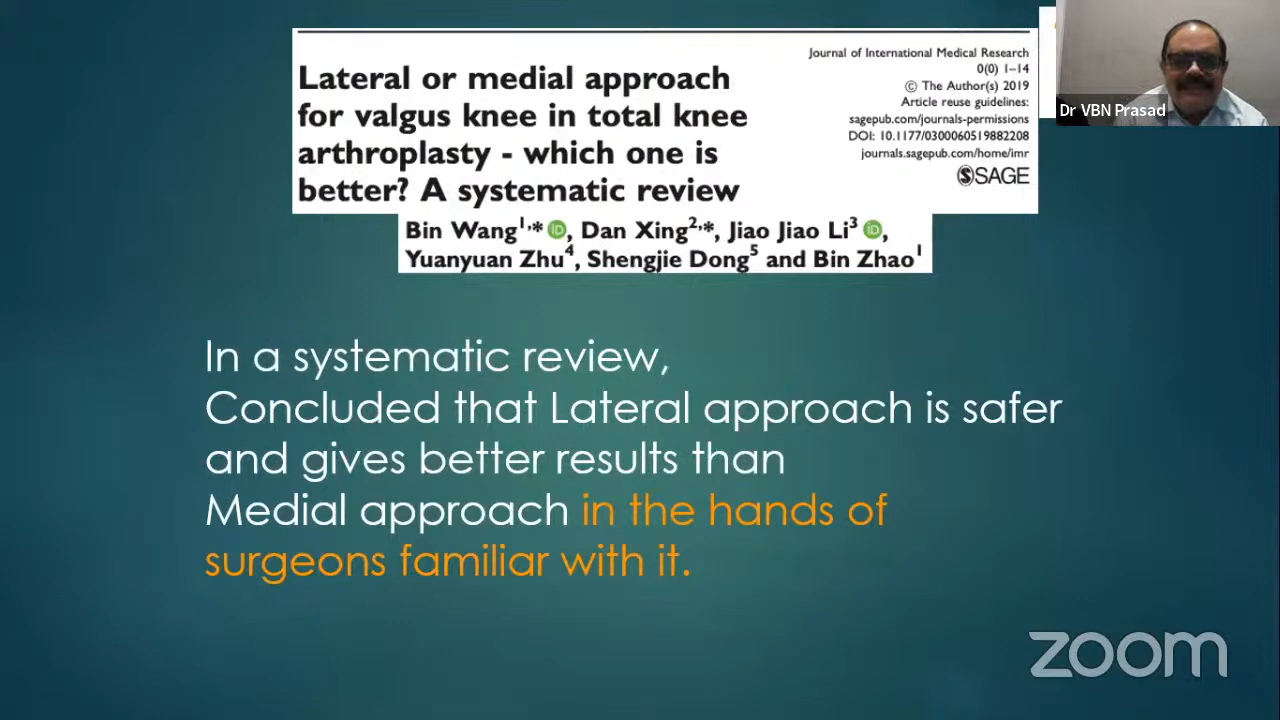 Lateral or medial approach
for valgus knee in total knee
arthroplasty - which one is
better? A systematic review
Journal of International Medical Research
0(0) 1–14
© The Author(s) 2019
Article reuse guidelines:
sagepub.com/journals-permissions
DOI: 10.1177/0300060519882208
journals.sagepub.com/home/imr
SSAGE
Dr VBN Prasad
Bin Wang1,* iD, Dan Xing2,*, Jiao Jiao Li3 iD,
Yuanyuan Zhu4, Shengjie Dong5 and Bin Zhao1
In a systematic review,
Concluded that Lateral approach is safer
and gives better results than
Medial approach in the hands of
surgeons familiar with it.
zoom